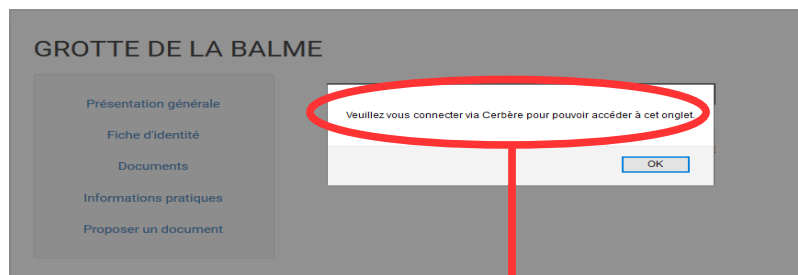 GROTTE DE LA BALME
Présentation générale
Fiche d'identité
Documents
Informations pratiques
Proposer un document
Veuillez vous connecter via Cerbère pour pouvoir accéder à cet onglet.
OK